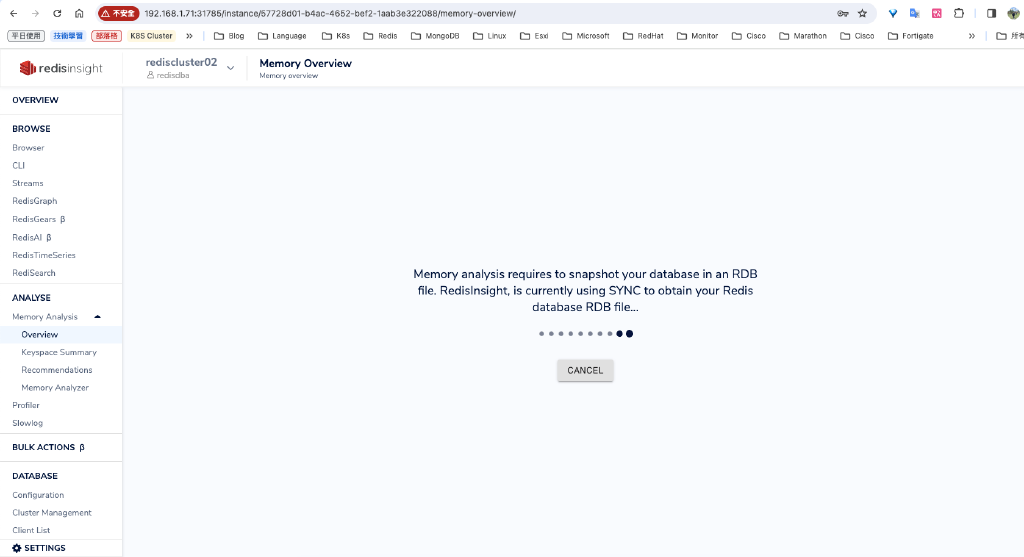 不安全 192.168.1.71:31785/instance/57728d01-b4ac-4652-bef2-1aab3e322088/memory-overview/
平日使用 技術學習 部落格 K8S Cluster » Blog Language K8s Redis MongoDB Linux Esxi Microsoft RedHat Monitor Cisco Marathon Cisco Fortigate » 所有
redisinsight
rediscluster02
redisdba
Memory Overview
Memory overview
OVERVIEW
BROWSE
Browser
CLI
Streams
RedisGraph
RedisGears β
RedisAI β
RedisTimeSeries
RediSearch
ANALYSE
Memory Analysis
Overview
Keyspace Summary
Recommendations
Memory Analyzer
Profiler
Slowlog
BULK ACTIONS β
DATABASE
Configuration
Cluster Management
Client List
SETTINGS
Memory analysis requires to snapshot your database in an RDB
file. RedisInsight, is currently using SYNC to obtain your Redis
database RDB file...
CANCEL